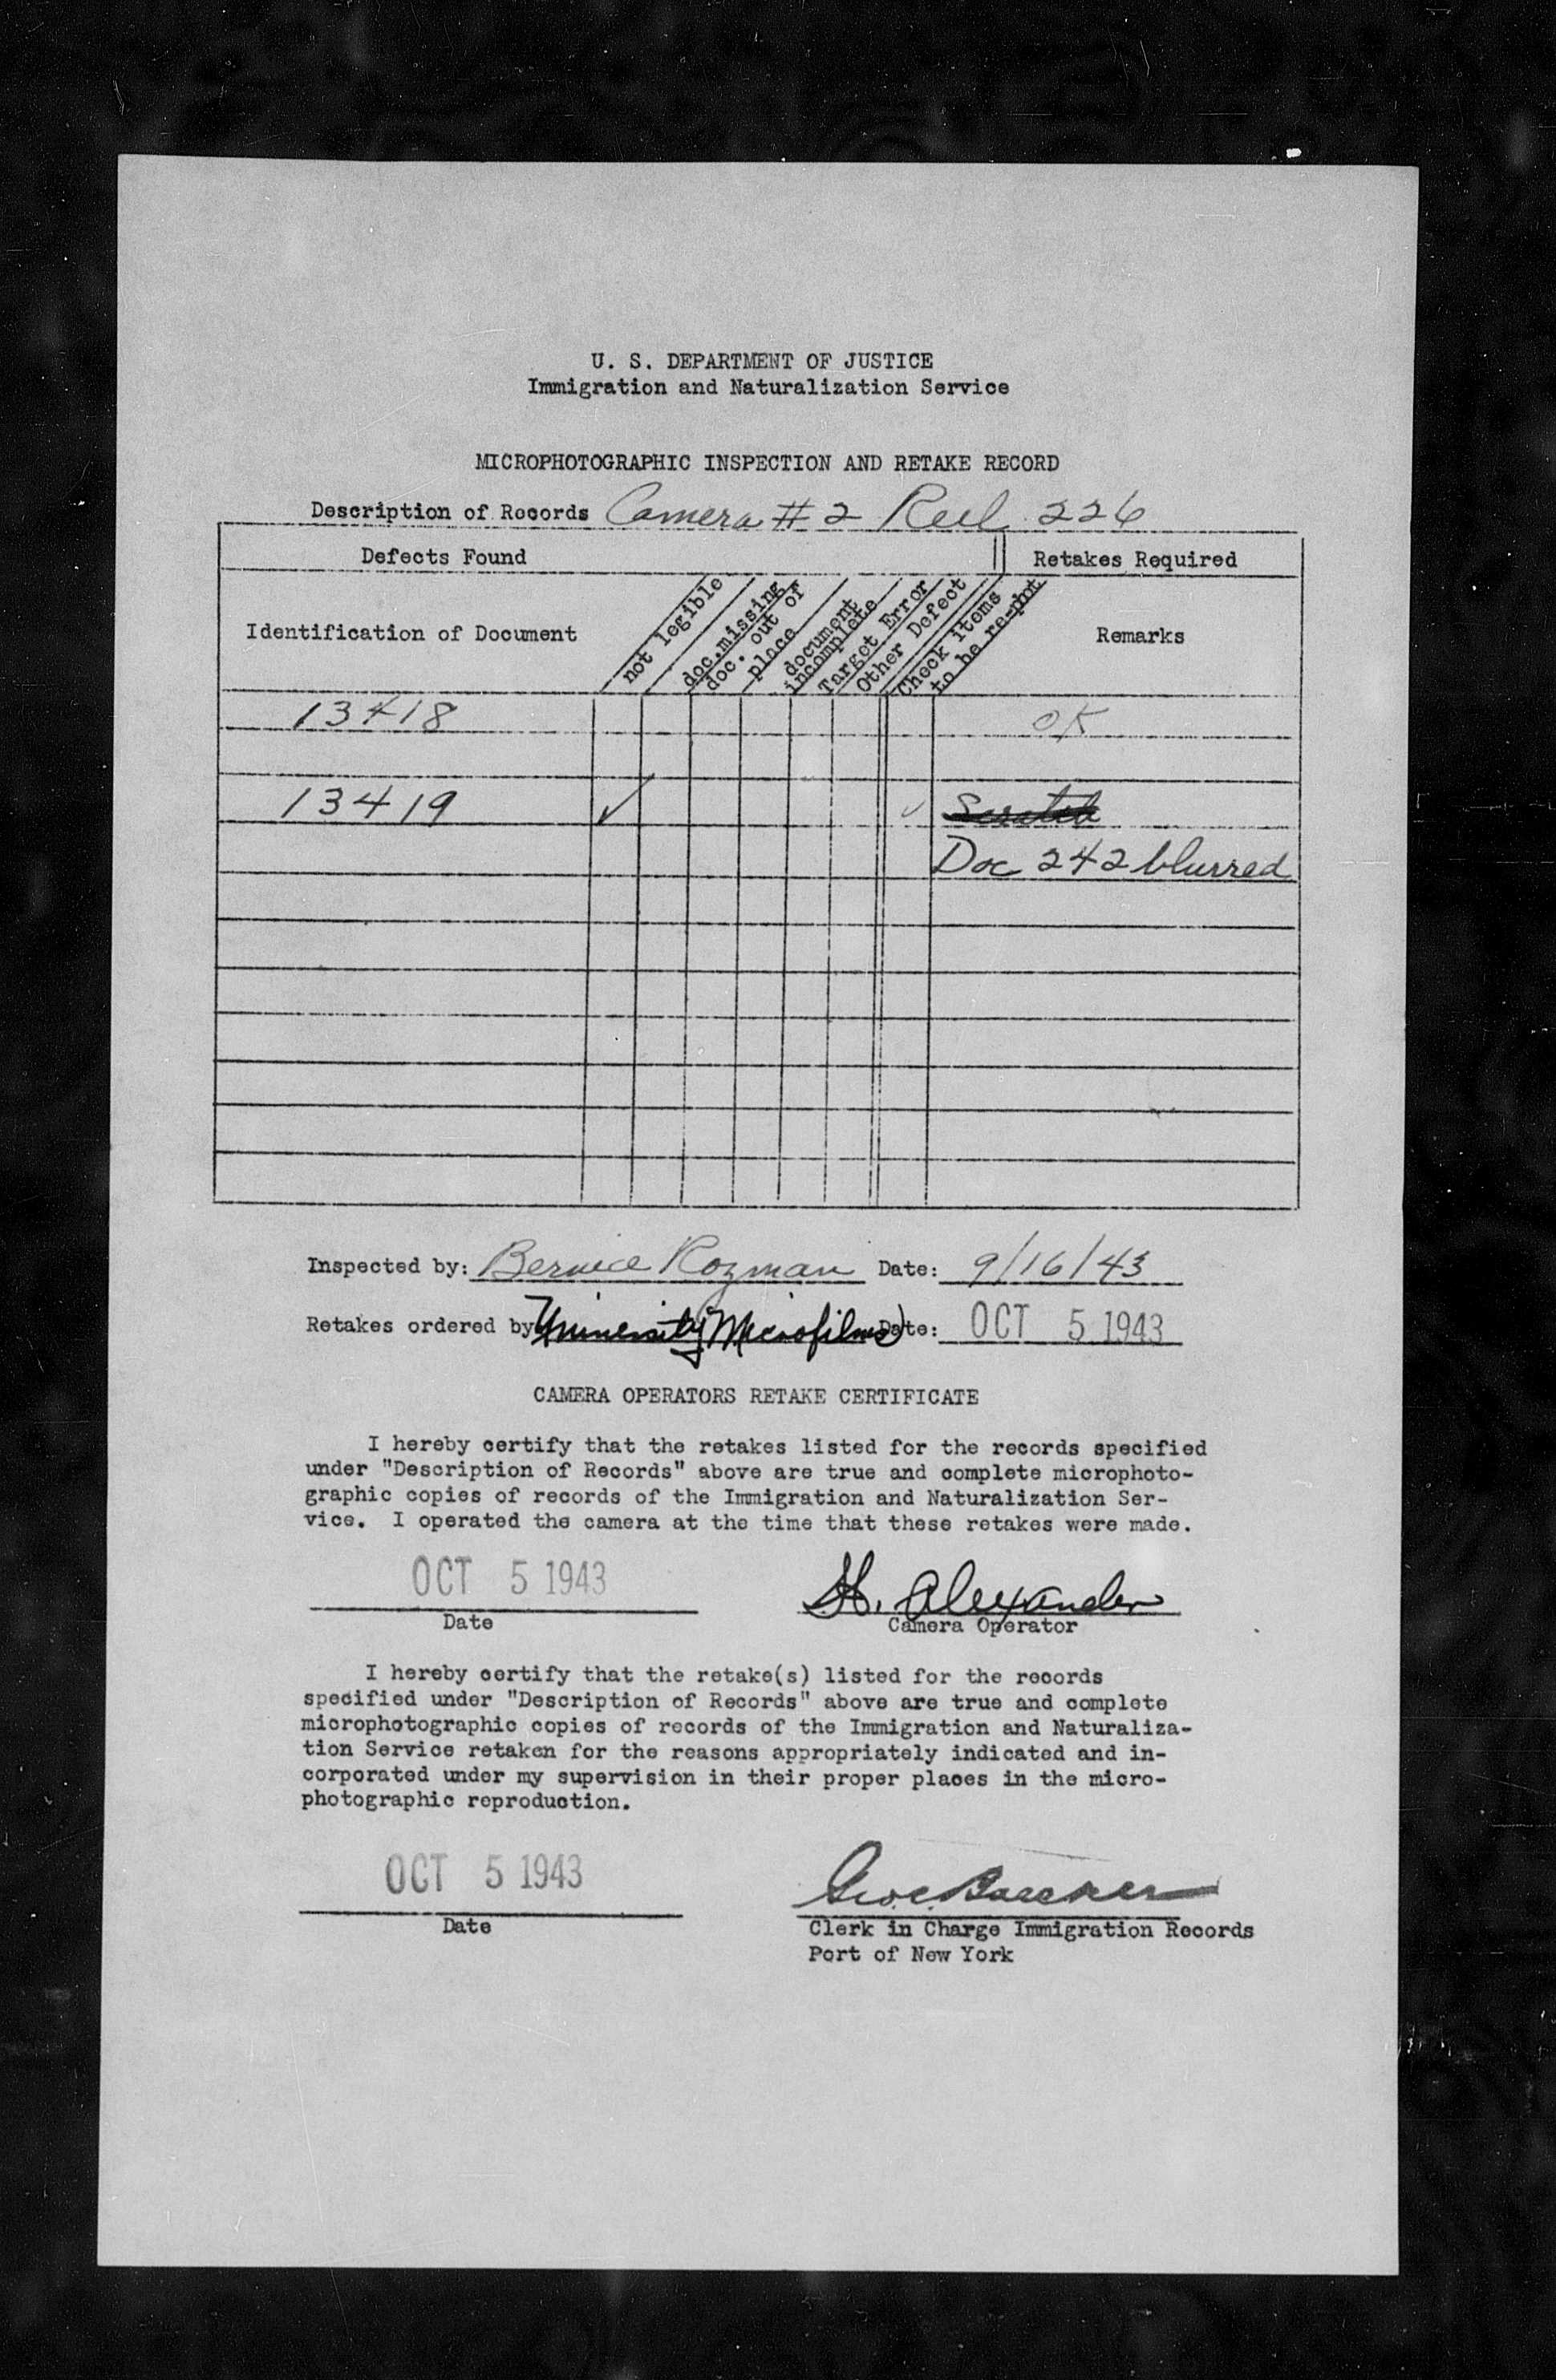 U. S. DEPARTMENT OF JUSTICE
Immigration and Naturalization Service
MICROPHOTOGRAPHIC INSPECTION AND RETAKE RECORD
Description of Records Camera #2 Reel 226
Defects Found Retakes Required
Identification of Document not legible doc. missing doc. out of place document incomplete Target Error Other Defect Check items to be re-phot Remarks
13418 OK
13419 ✓ ✓ Scratch
Doc 242 blurred
Inspected by: Bernice Rozman Date: 9/16/43
Retakes ordered by University Microfilms Date: OCT 5 1943
CAMERA OPERATORS RETAKE CERTIFICATE
I hereby certify that the retakes listed for the records specified
under "Description of Records" above are true and complete microphoto-
graphic copies of records of the Immigration and Naturalization Ser-
vice. I operated the camera at the time that these retakes were made.
OCT 5 1943 H. Alexander
Date Camera Operator
I hereby certify that the retake(s) listed for the records
specified under "Description of Records" above are true and complete
microphotographic copies of records of the Immigration and Naturaliza-
tion Service retaken for the reasons appropriately indicated and in-
corporated under my supervision in their proper places in the micro-
photographic reproduction.
OCT 5 1943
Date Clerk in Charge Immigration Records
Port of New York